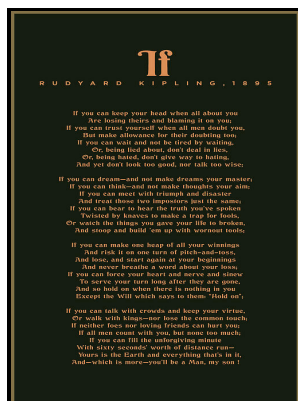 If
RUDYARD KIPLING, 1895
If you can keep your head when all about you
Are losing theirs and blaming it on you;
If you can trust yourself when all men doubt you,
But make allowance for their doubting too;
If you can wait and not be tired by waiting,
Or, being lied about, don't deal in lies,
Or, being hated, don't give way to hating,
And yet don't look too good, nor talk too wise;
If you can dream—and not make dreams your master;
If you can think—and not make thoughts your aim;
If you can meet with triumph and disaster
And treat those two impostors just the same;
If you can bear to hear the truth you've spoken
Twisted by knaves to make a trap for fools,
Or watch the things you gave your life to broken,
And stoop and build 'em up with wornout tools;
If you can make one heap of all your winnings
And risk it on one turn of pitch-and-toss,
And lose, and start again at your beginnings
And never breathe a word about your loss;
If you can force your heart and nerve and sinew
To serve your turn long after they are gone,
And so hold on when there is nothing in you
Except the Will which says to them: "Hold on";
If you can talk with crowds and keep your virtue,
Or walk with kings—nor lose the common touch;
If neither foes nor loving friends can hurt you;
If all men count with you, but none too much;
If you can fill the unforgiving minute
With sixty seconds' worth of distance run—
Yours is the Earth and everything that's in it,
And—which is more—you'll be a Man, my son !